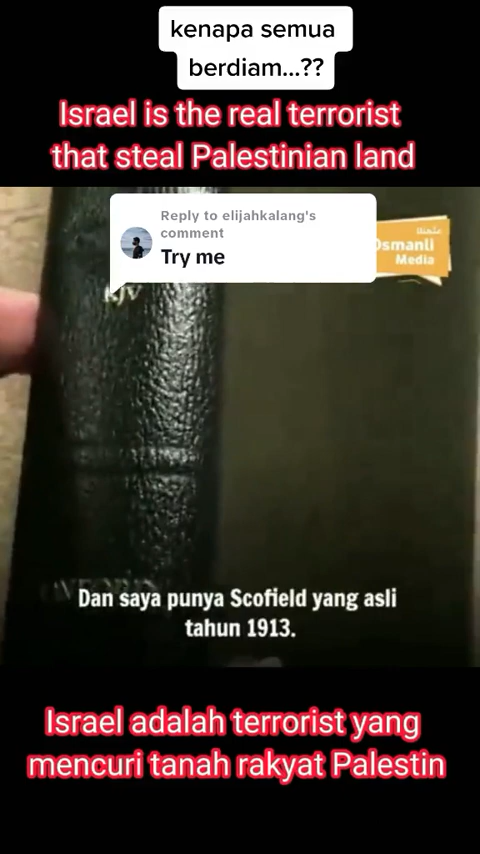 kenapa semua
berdiam...??
Israel is the real terrorist
that steal Palestinian land
Reply to elijahkalang's
comment
Try me
Osmanli
Media
KJV
Dan saya punya Scofield yang asli
tahun 1913.
Israel adalah terrorist yang
mencuri tanah rakyat Palestin